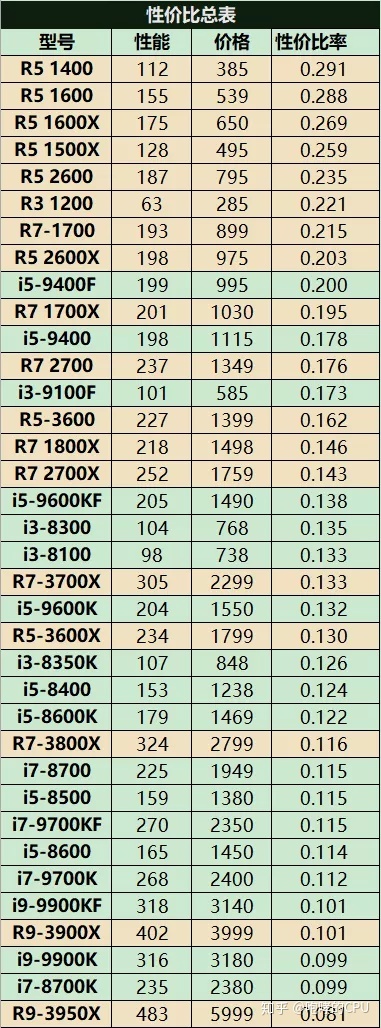 性价比总表
型号 性能 价格 性价比率
R5 1400 112 385 0.291
R5 1600 155 539 0.288
R5 1600X 175 650 0.269
R5 1500X 128 495 0.259
R5 2600 187 795 0.235
R3 1200 63 285 0.221
R7-1700 193 899 0.215
R5 2600X 198 975 0.203
i5-9400F 199 995 0.200
R7 1700X 201 1030 0.195
i5-9400 198 1115 0.178
R7 2700 237 1349 0.176
i3-9100F 101 585 0.173
R5-3600 227 1399 0.162
R7 1800X 218 1498 0.146
R7 2700X 252 1759 0.143
i5-9600KF 205 1490 0.138
i3-8300 104 768 0.135
i3-8100 98 738 0.133
R7-3700X 305 2299 0.133
i5-9600K 204 1550 0.132
R5-3600X 234 1799 0.130
i3-8350K 107 848 0.126
i5-8400 153 1238 0.124
i5-8600K 179 1469 0.122
R7-3800X 324 2799 0.116
i7-8700 225 1949 0.115
i5-8500 159 1380 0.115
i7-9700KF 270 2350 0.115
i5-8600 165 1450 0.114
i7-9700K 268 2400 0.112
i9-9900KF 318 3140 0.101
R9-3900X 402 3999 0.101
i9-9900K 316 3180 0.099
i7-8700K 235 2380 0.099
R9-3950X 483 5999 0.081
知乎 的CPU